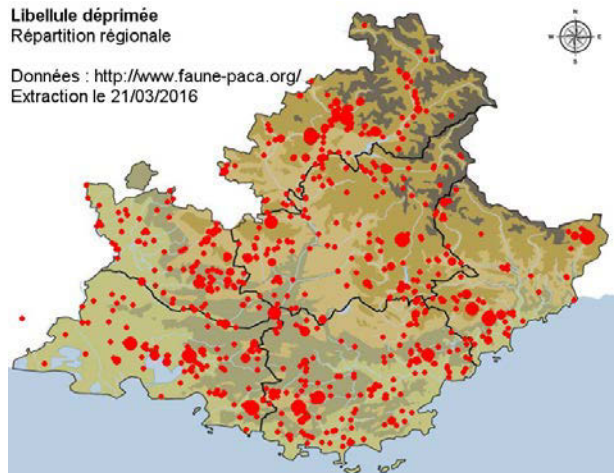 Libellule déprimée
Répartition régionale
Données : http://www.faune-paca.org/
Extraction le 21/03/2016
N
W E
S